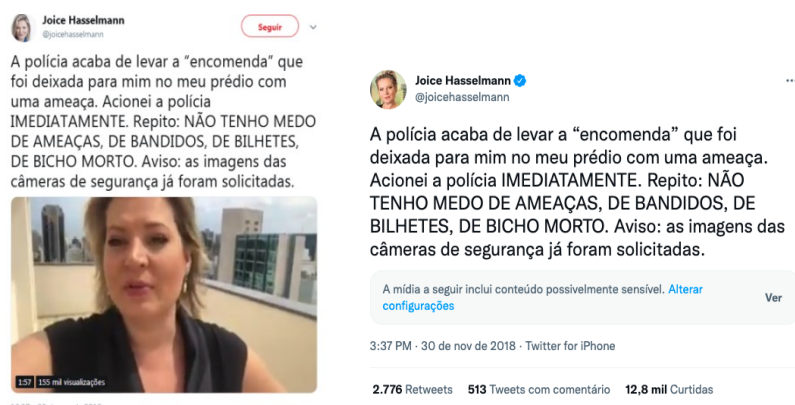 Joice Hasselmann
@joicehasselmann
Seguir
A polícia acaba de levar a “encomenda” que
foi deixada para mim no meu prédio com
uma ameaça. Acionei a polícia
IMEDIATAMENTE. Repito: NÃO TENHO MEDO
DE AMEAÇAS, DE BANDIDOS, DE BILHETES,
DE BICHO MORTO. Aviso: as imagens das
câmeras de segurança já foram solicitadas.
1:57 155 mil visualizações
Joice Hasselmann
@joicehasselmann
A polícia acaba de levar a “encomenda” que foi
deixada para mim no meu prédio com uma ameaça.
Acionei a polícia IMEDIATAMENTE. Repito: NÃO
TENHO MEDO DE AMEAÇAS, DE BANDIDOS, DE
BILHETES, DE BICHO MORTO. Aviso: as imagens das
câmeras de segurança já foram solicitadas.
A mídia a seguir inclui conteúdo possivelmente sensível. Alterar
configurações
Ver
3:37 PM · 30 de nov de 2018 · Twitter for iPhone
2.776 Retweets 513 Tweets com comentário 12,8 mil Curtidas